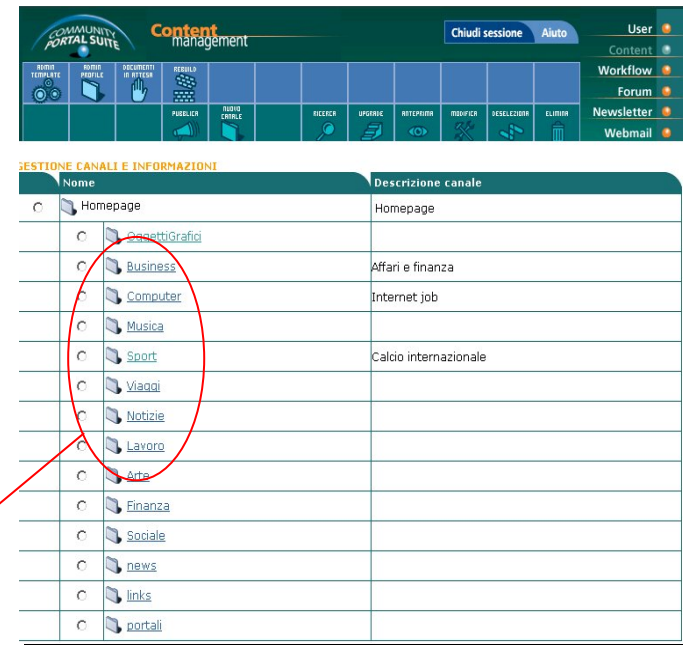 COMMUNITY
PORTAL SUITE
Content
management
Chiudi sessione
Aiuto
User
Content
Workflow
Forum
Newsletter
Webmail
ADMIN
TEMPLATE
ADMIN
PROFILE
DOCUMENTI
IN ATTESA
REBUILD
PUBBLICA
NUOVO
CANALE
RICERCA
UPGRADE
ANTEPRIMA
MODIFICA
DESELEZIONA
ELIMINA
GESTIONE CANALI E INFORMAZIONI
Nome Descrizione canale
Homepage Homepage
OggettiGrafici
Business Affari e finanza
Computer Internet job
Musica
Sport Calcio internazionale
Viaggi
Notizie
Lavoro
Arte
Finanza
Sociale
news
links
portali